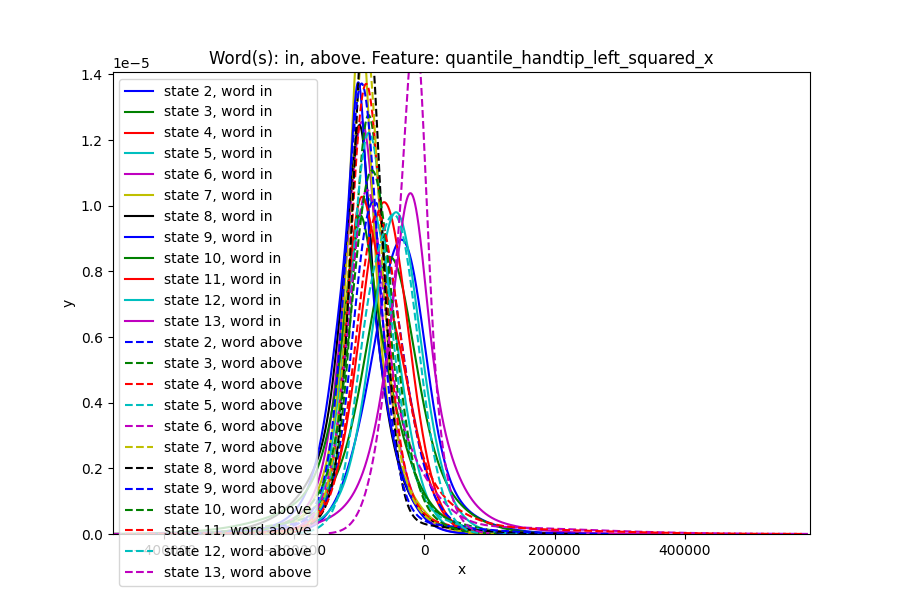 Word(s): in, above. Feature: quantile_handtip_left_squared_x
1e−5
1.4
1.2
1.0
0.8
0.6
0.4
0.2
0.0
y
state 2, word in
state 3, word in
state 4, word in
state 5, word in
state 6, word in
state 7, word in
state 8, word in
state 9, word in
state 10, word in
state 11, word in
state 12, word in
state 13, word in
state 2, word above
state 3, word above
state 4, word above
state 5, word above
state 6, word above
state 7, word above
state 8, word above
state 9, word above
state 10, word above
state 11, word above
state 12, word above
state 13, word above
−400000 −200000 0 200000 400000
x